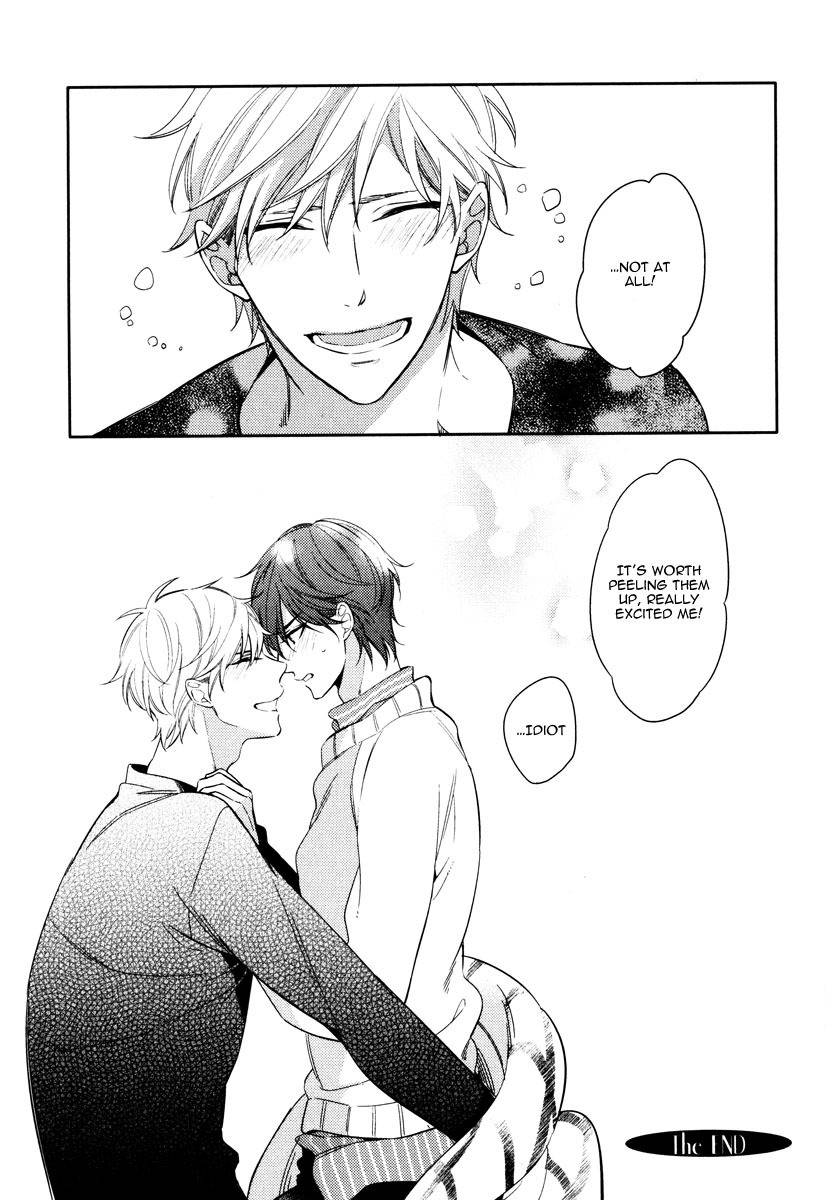 ...NOT AT
ALL!
IT'S WORTH
PEELING THEM
UP, REALLY
EXCITED ME!
...IDIOT
The END